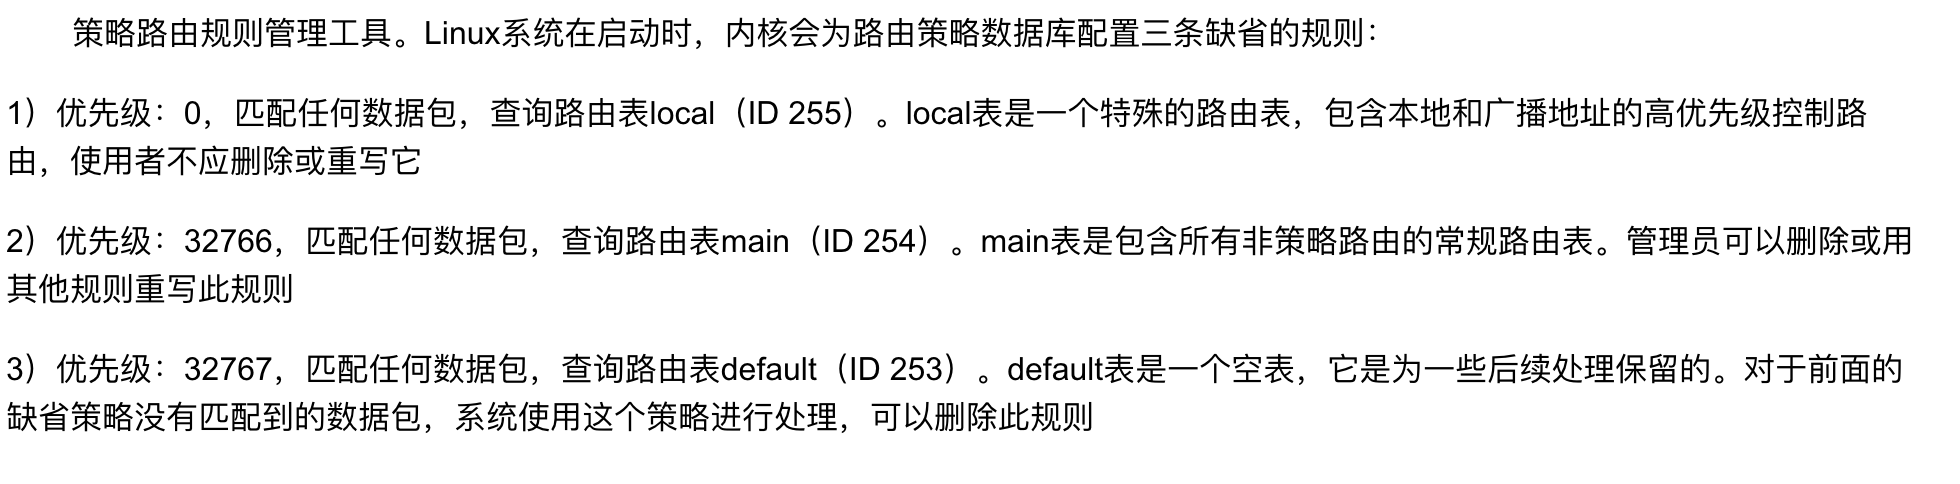 策略路由规则管理工具。Linux系统在启动时，内核会为路由策略数据库配置三条缺省的规则：
1）优先级：0，匹配任何数据包，查询路由表local（ID 255）。local表是一个特殊的路由表，包含本地和广播地址的高优先级控制路
由，使用者不应删除或重写它
2）优先级：32766，匹配任何数据包，查询路由表main（ID 254）。main表是包含所有非策略路由的常规路由表。管理员可以删除或用
其他规则重写此规则
3）优先级：32767，匹配任何数据包，查询路由表default（ID 253）。default表是一个空表，它是为一些后续处理保留的。对于前面的
缺省策略没有匹配到的数据包，系统使用这个策略进行处理，可以删除此规则